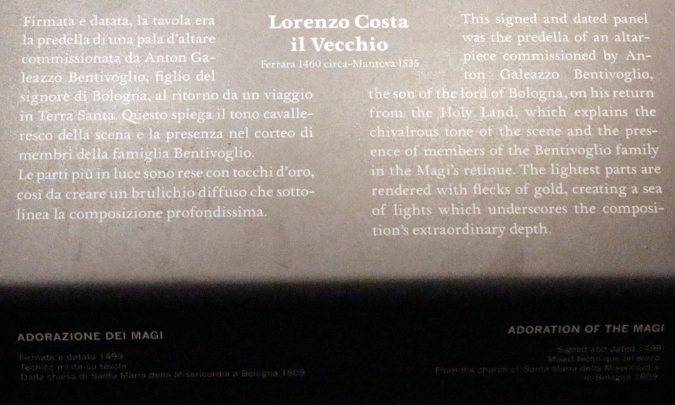 Lorenzo Costa
il Vecchio
Ferrara 1460 circa–Mantova 1535
Firmata e datata, la tavola era
la predella di una pala d'altare
commissionata da Anton Ga-
leazzo Bentivoglio, figlio del
signore di Bologna, al ritorno da un viaggio
in Terra Santa. Questo spiega il tono cavalle-
resco della scena e la presenza nel corteo di
membri della famiglia Bentivoglio.
Le parti più in luce sono rese con tocchi d'oro,
così da creare un brulichio diffuso che sotto-
linea la composizione profondissima.
This signed and dated panel
was the predella of an altar-
piece commissioned by An-
ton Galeazzo Bentivoglio,
the son of the lord of Bologna, on his return
from the Holy Land, which explains the
chivalrous tone of the scene and the pres-
ence of members of the Bentivoglio family
in the Magi's retinue. The lightest parts are
rendered with flecks of gold, creating a sea
of lights which underscores the composi-
tion's extraordinary depth.
ADORAZIONE DEI MAGI
Firmata e datata 1499
Tecnica mista su tavola
Dalla chiesa di Santa Maria della Misericordia a Bologna 1809
ADORATION OF THE MAGI
Signed and dated 1499
Mixed technique on wood
From the church of Santa Maria della Misericordia
in Bologna 1809